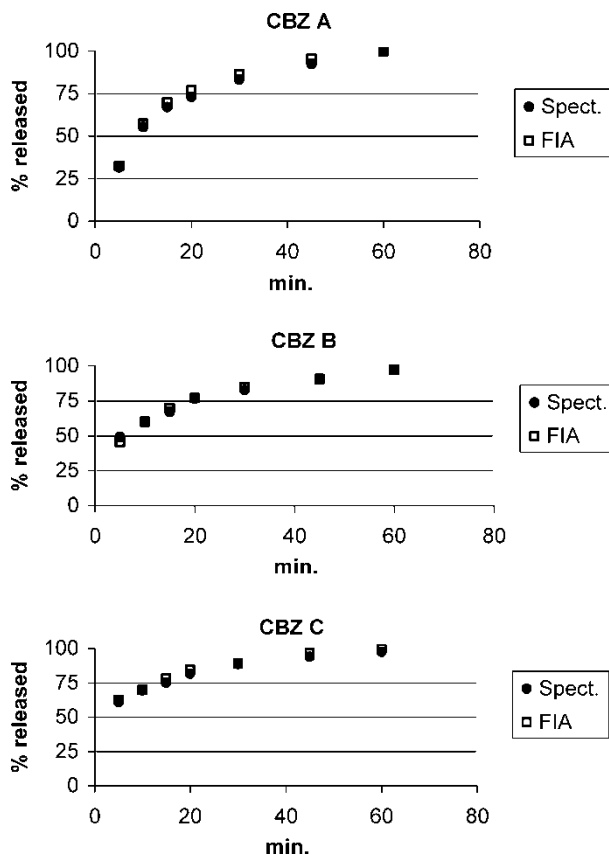 CBZ A
100
75
50
25
0
% released
0 20 40 60 80
min.
Spect.
FIA
CBZ B
100
75
50
25
0
% released
0 20 40 60 80
min.
Spect.
FIA
CBZ C
100
75
50
25
0
% released
0 20 40 60 80
min.
Spect.
FIA